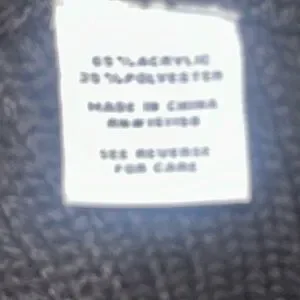 65%ACRYLIC
35%POLYESTER
MADE IN CHINA
SEE REVERSE
FOR CARE